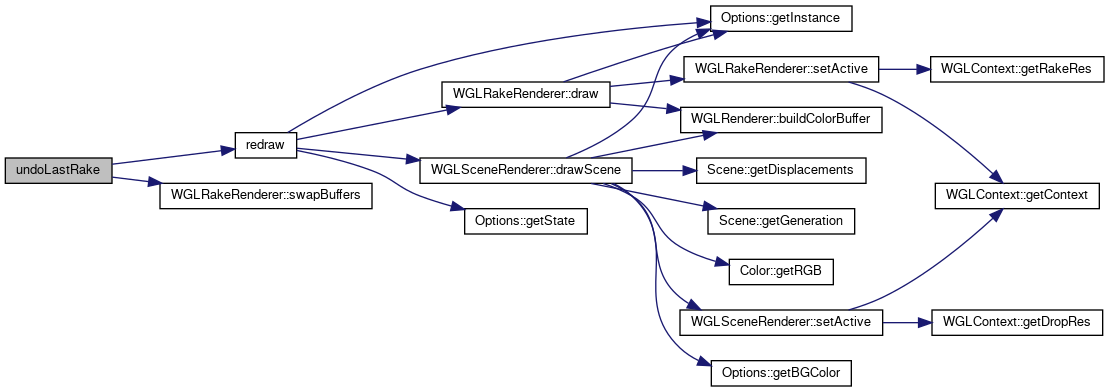 undoLastRake
redraw
WGLRakeRenderer::swapBuffers
WGLRakeRenderer::draw
WGLSceneRenderer::drawScene
Options::getState
Options::getInstance
WGLRakeRenderer::setActive
WGLRenderer::buildColorBuffer
Scene::getDisplacements
Scene::getGeneration
Color::getRGB
WGLSceneRenderer::setActive
Options::getBGColor
WGLContext::getRakeRes
WGLContext::getContext
WGLContext::getDropRes